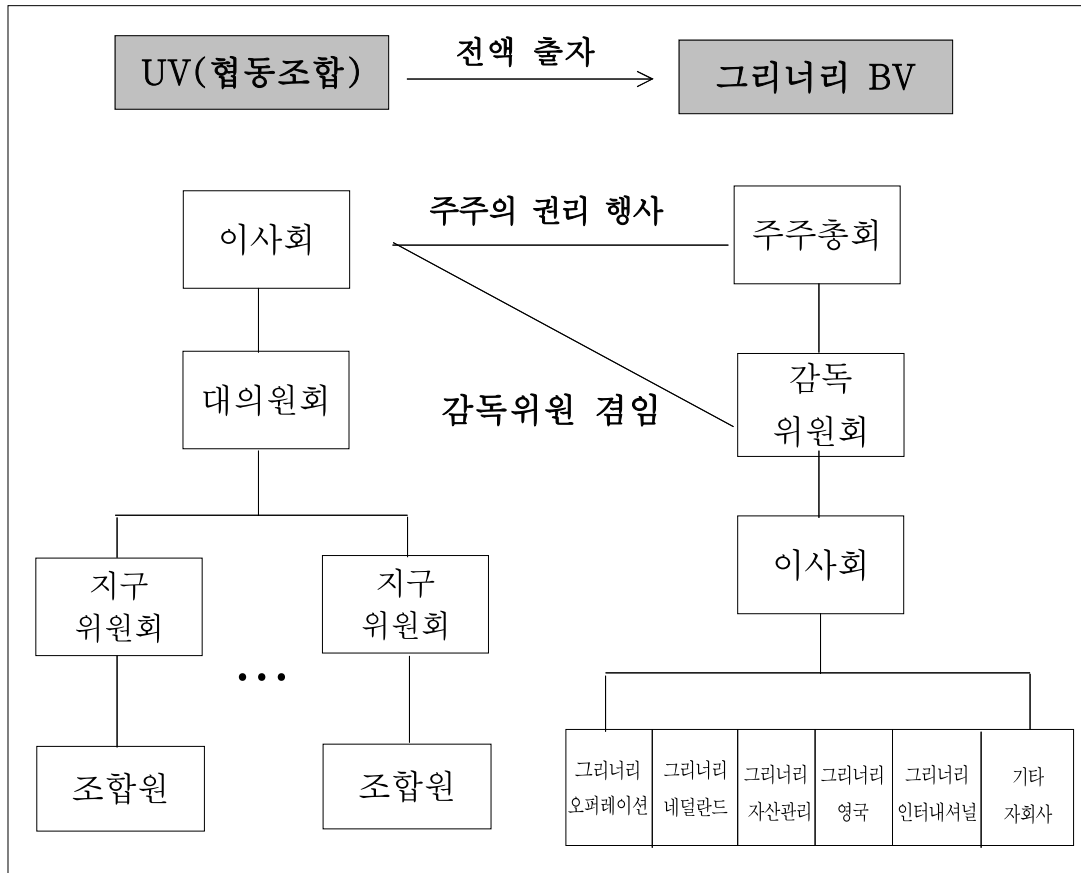 UV(협동조합)
전액 출자
그리너리 BV
이사회
주주의 권리 행사
주주총회
대의원회
감독위원 겸임
감독
위원회
이사회
지구
위원회
지구
위원회
...
조합원
조합원
그리너리
오퍼레이션
그리너리
네덜란드
그리너리
자산관리
그리너리
영국
그리너리
인터내셔널
기타
자회사